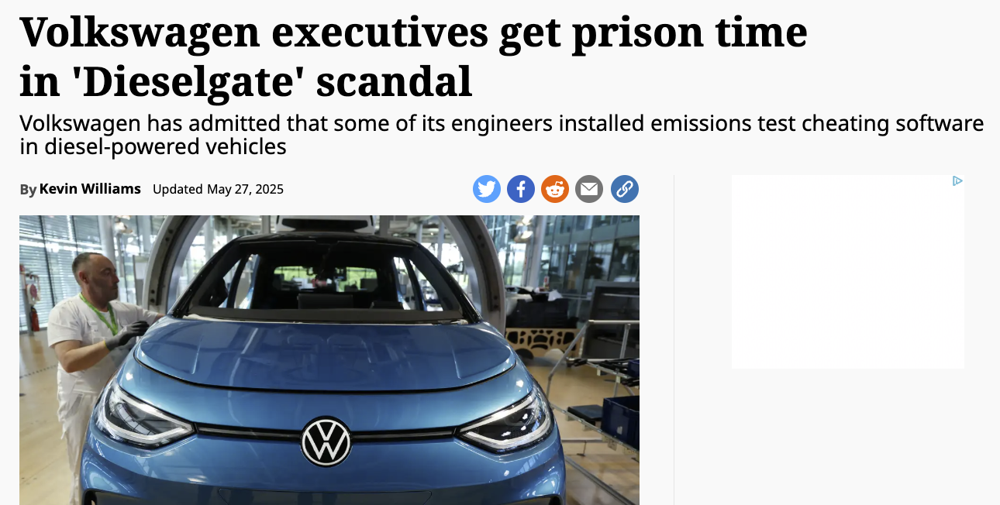 Volkswagen executives get prison time
in 'Dieselgate' scandal
Volkswagen has admitted that some of its engineers installed emissions test cheating software
in diesel-powered vehicles
By Kevin Williams Updated May 27, 2025